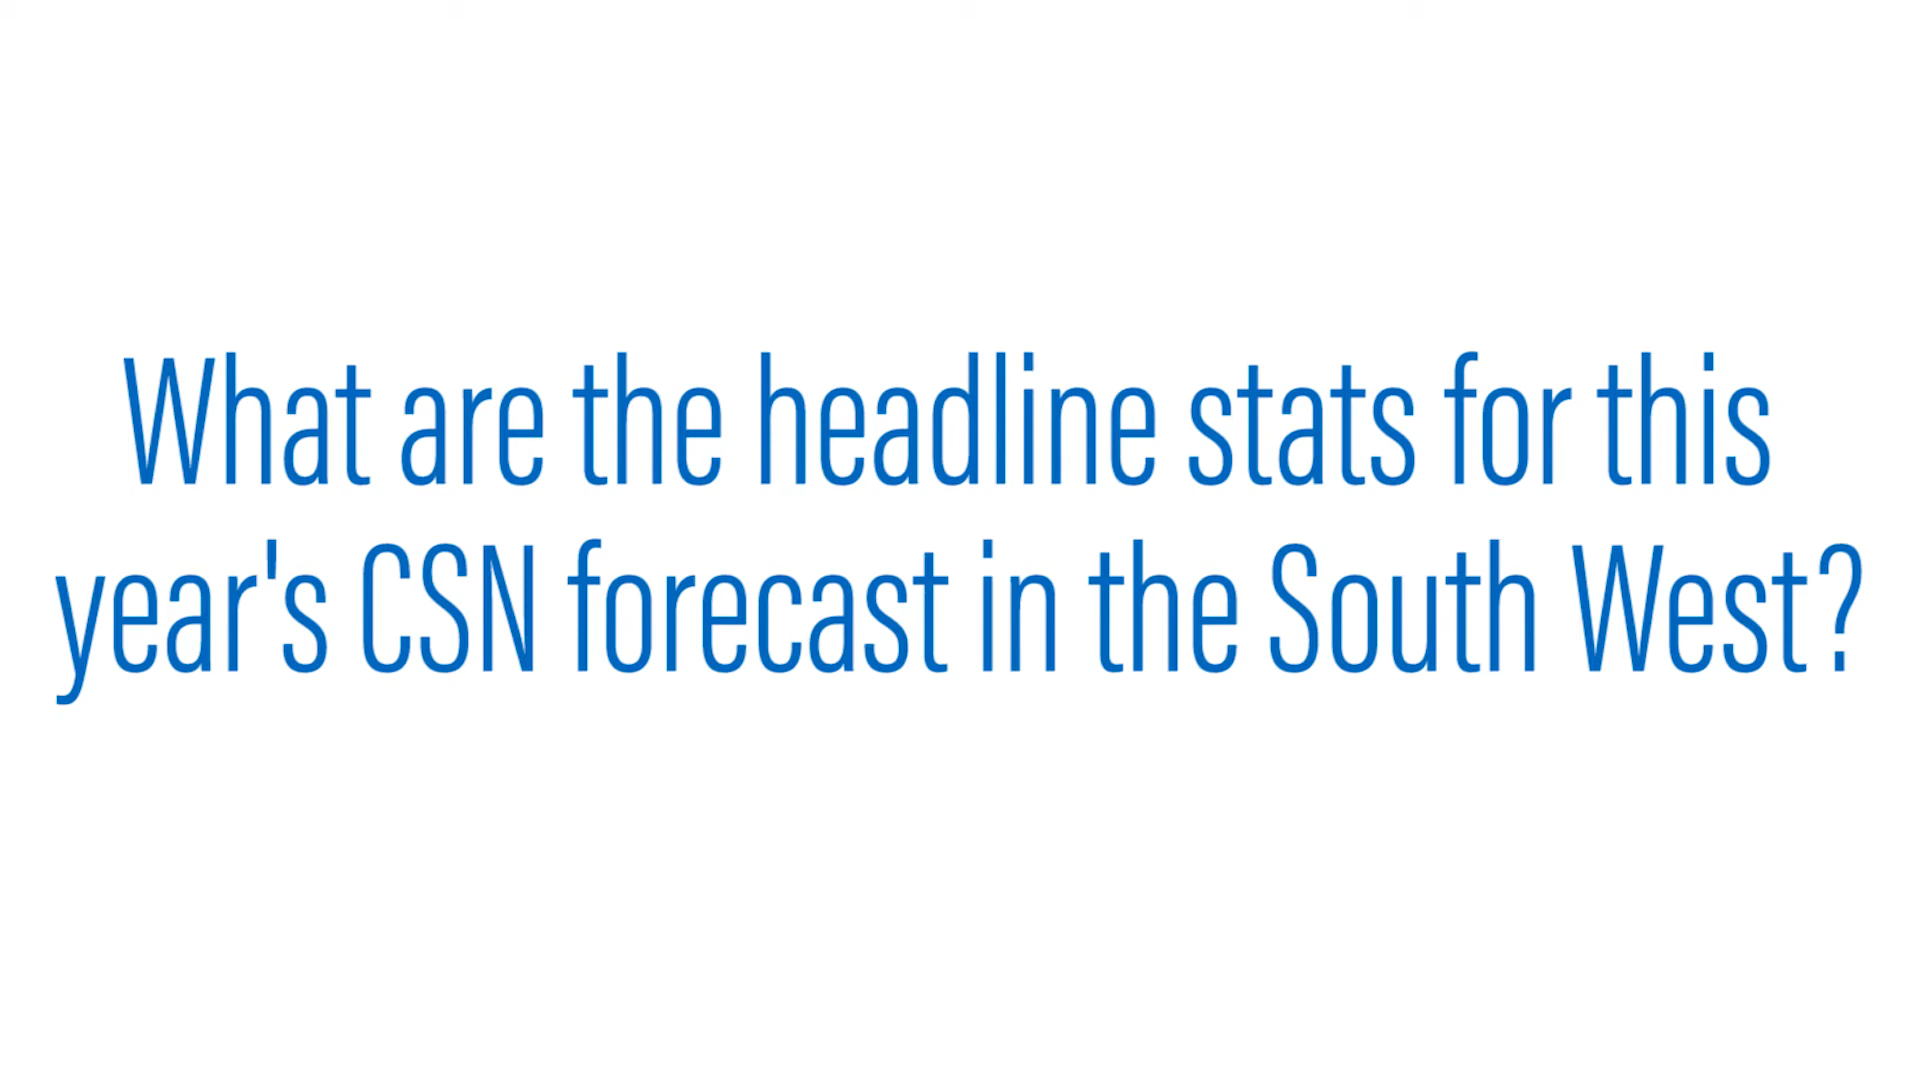 What are the headline stats for this
year's CSN forecast in the South West?